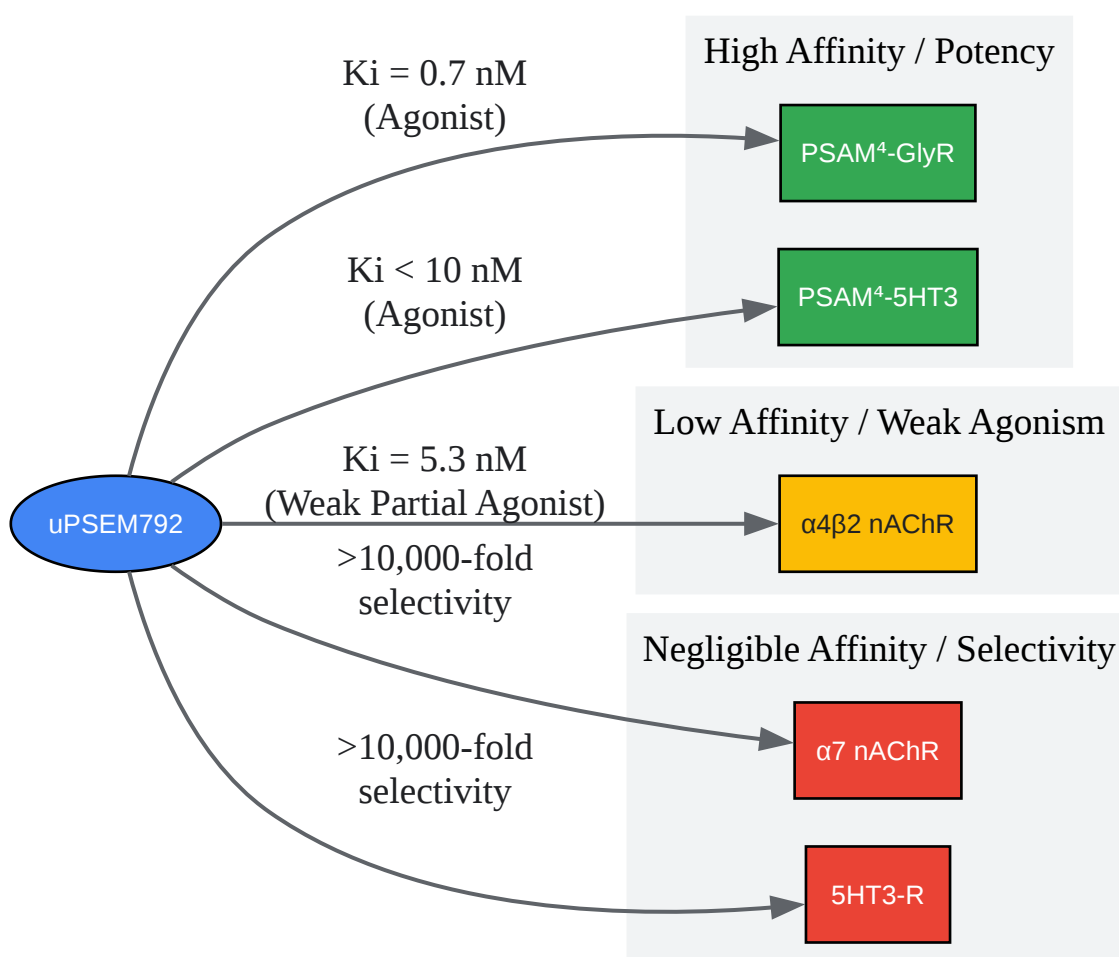 High Affinity / Potency
Ki = 0.7 nM
(Agonist)
PSAM⁴-GlyR
Ki < 10 nM
(Agonist)
PSAM⁴-5HT3
Low Affinity / Weak Agonism
Ki = 5.3 nM
(Weak Partial Agonist)
uPSEM792
α4β2 nAChR
>10,000-fold
selectivity
Negligible Affinity / Selectivity
α7 nAChR
>10,000-fold
selectivity
5HT3-R